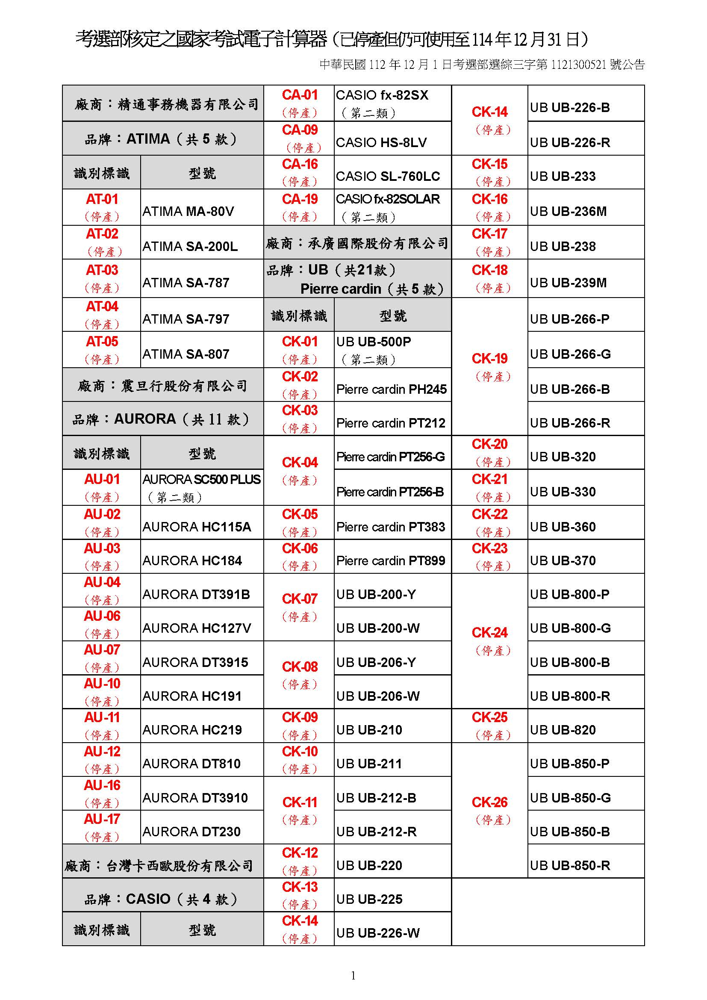 考選部核定之國家考試電子計算器（已停產但仍可使用至114年12月31日）
中華民國 112 年 12 月 1 日考選部選綜三字第 1121300521 號公告
廠商：精通事務機器有限公司
品牌：ATIMA（共 5 款）
識別標識 型號
AT-01
（停產）
ATIMA MA-80V
AT-02
（停產）
ATIMA SA-200L
AT-03
（停產）
ATIMA SA-787
AT-04
（停產）
ATIMA SA-797
AT-05
（停產）
ATIMA SA-807
廠商：震旦行股份有限公司
品牌：AURORA（共 11 款）
識別標識 型號
AU-01
（停產）
AURORA SC500 PLUS
（第二類）
AU-02
（停產）
AURORA HC115A
AU-03
（停產）
AURORA HC184
AU-04
（停產）
AURORA DT391B
AU-06
（停產）
AURORA HC127V
AU-07
（停產）
AURORA DT3915
AU-10
（停產）
AURORA HC191
AU-11
（停產）
AURORA HC219
AU-12
（停產）
AURORA DT810
AU-16
（停產）
AURORA DT3910
AU-17
（停產）
AURORA DT230
廠商：台灣卡西歐股份有限公司
品牌：CASIO（共 4 款）
識別標識 型號
CA-01
（停產）
CASIO fx-82SX
（第二類）
CA-09
（停產）
CASIO HS-8LV
CA-16
（停產）
CASIO SL-760LC
CA-19
（停產）
CASIO fx-82SOLAR
（第二類）
廠商：承廣國際股份有限公司
品牌：UB（共21款）
Pierre cardin（共 5 款）
識別標識 型號
CK-01
（停產）
UB UB-500P
（第二類）
CK-02
（停產）
Pierre cardin PH245
CK-03
（停產）
Pierre cardin PT212
CK-04
（停產）
Pierre cardin PT256-G
Pierre cardin PT256-B
CK-05
（停產）
Pierre cardin PT383
CK-06
（停產）
Pierre cardin PT899
CK-07
（停產）
UB UB-200-Y
UB UB-200-W
CK-08
（停產）
UB UB-206-Y
UB UB-206-W
CK-09
（停產）
UB UB-210
CK-10
（停產）
UB UB-211
CK-11
（停產）
UB UB-212-B
UB UB-212-R
CK-12
（停產）
UB UB-220
CK-13
（停產）
UB UB-225
CK-14
（停產）
UB UB-226-W
CK-14
（停產）
UB UB-226-B
UB UB-226-R
CK-15
（停產）
UB UB-233
CK-16
（停產）
UB UB-236M
CK-17
（停產）
UB UB-238
CK-18
（停產）
UB UB-239M
CK-19
（停產）
UB UB-266-P
UB UB-266-G
UB UB-266-B
UB UB-266-R
CK-20
（停產）
UB UB-320
CK-21
（停產）
UB UB-330
CK-22
（停產）
UB UB-360
CK-23
（停產）
UB UB-370
CK-24
（停產）
UB UB-800-P
UB UB-800-G
UB UB-800-B
UB UB-800-R
CK-25
（停產）
UB UB-820
CK-26
（停產）
UB UB-850-P
UB UB-850-G
UB UB-850-B
UB UB-850-R
1